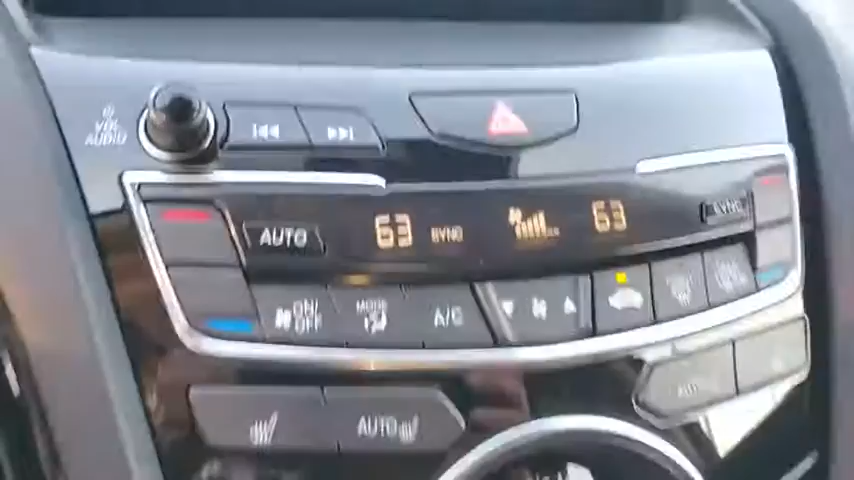 VOL
AUDIO
AUTO
63
SYNC
63
SYNC
ON/
OFF
MODE
A/C
AUTO